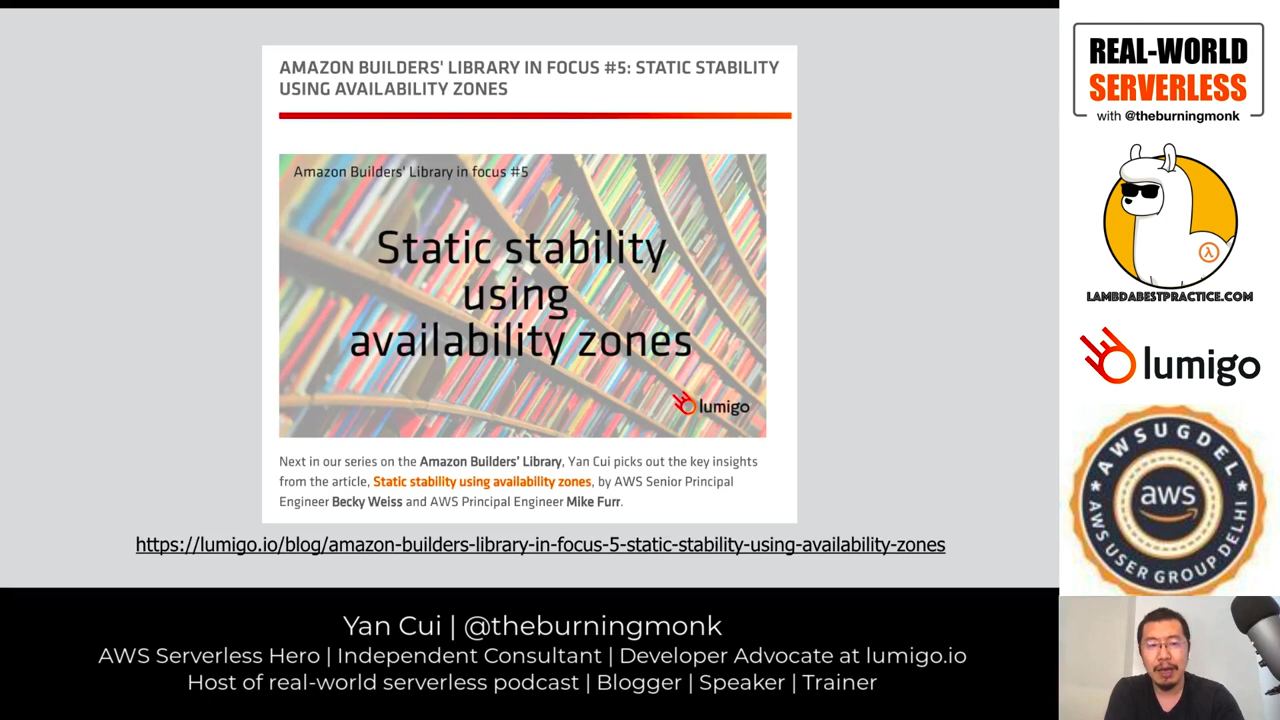 AMAZON BUILDERS' LIBRARY IN FOCUS #5: STATIC STABILITY
USING AVAILABILITY ZONES
Amazon Builders' Library in focus #5
Static stability
using
availability zones
lumigo
Next in our series on the Amazon Builders' Library, Yan Cui picks out the key insights
from the article, Static stability using availability zones, by AWS Senior Principal
Engineer Becky Weiss and AWS Principal Engineer Mike Furr.
https://lumigo.io/blog/amazon-builders-library-in-focus-5-static-stability-using-availability-zones
Yan Cui | @theburningmonk
AWS Serverless Hero | Independent Consultant | Developer Advocate at lumigo.io
Host of real-world serverless podcast | Blogger | Speaker | Trainer
REAL-WORLD
SERVERLESS
with @theburningmonk
λ
LAMBDABESTPRACTICE.COM
lumigo
AWSUGDEL
aws
AWS USER GROUP DELHI